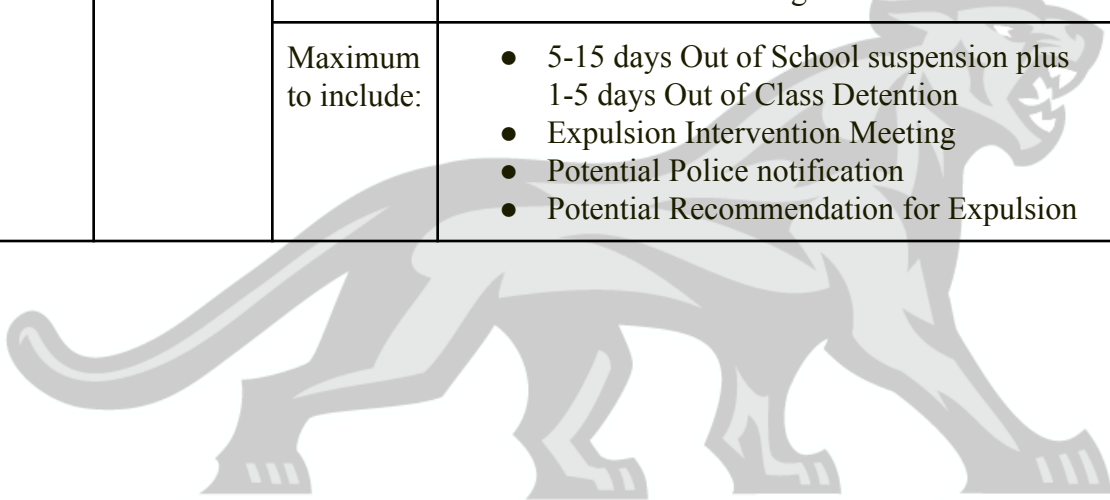 Maximum
to include:
● 5-15 days Out of School suspension plus
1-5 days Out of Class Detention
● Expulsion Intervention Meeting
● Potential Police notification
● Potential Recommendation for Expulsion